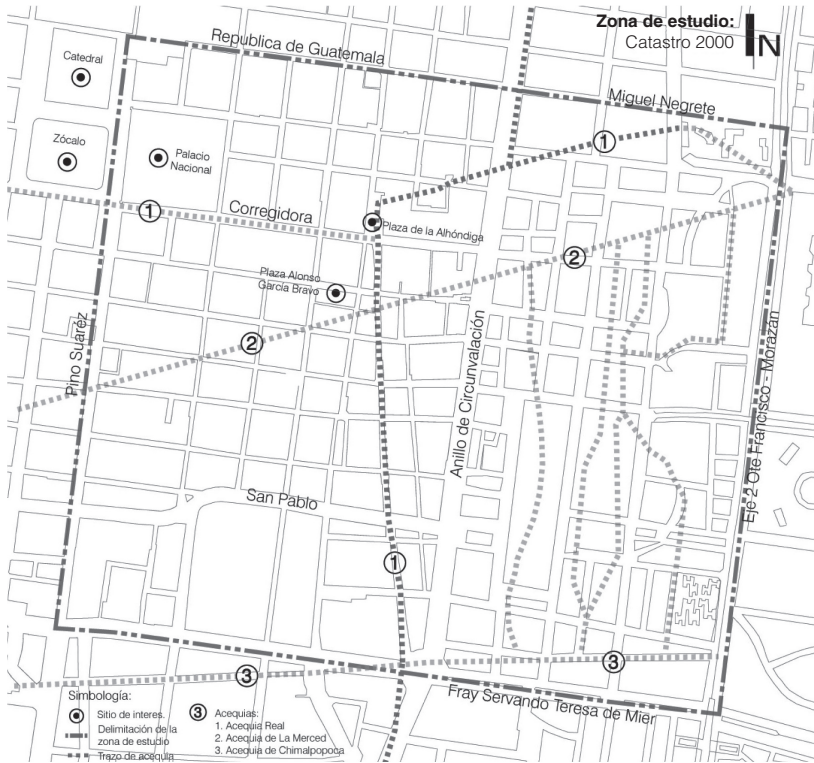 Zona de estudio:
Catastro 2000
N
Republica de Guatemala
Miguel Negrete
Catedral
Zócalo
Palacio
Nacional
1
1
Corregidora
Plaza de la Alhóndiga
2
Plaza Alonso
García Bravo
2
Pino Suaréz
Anillo de Circunvalación
Eje 2 Ote Francisco - Morazán
San Pablo
1
3
3
Fray Servando Teresa de Mier
Simbología:
Sitio de interes.
Delimitación de la
zona de estudio
Trazo de acequia
3 Acequias:
1. Acequia Real
2. Acequia de La Merced
3. Acequia de Chimalpopoca